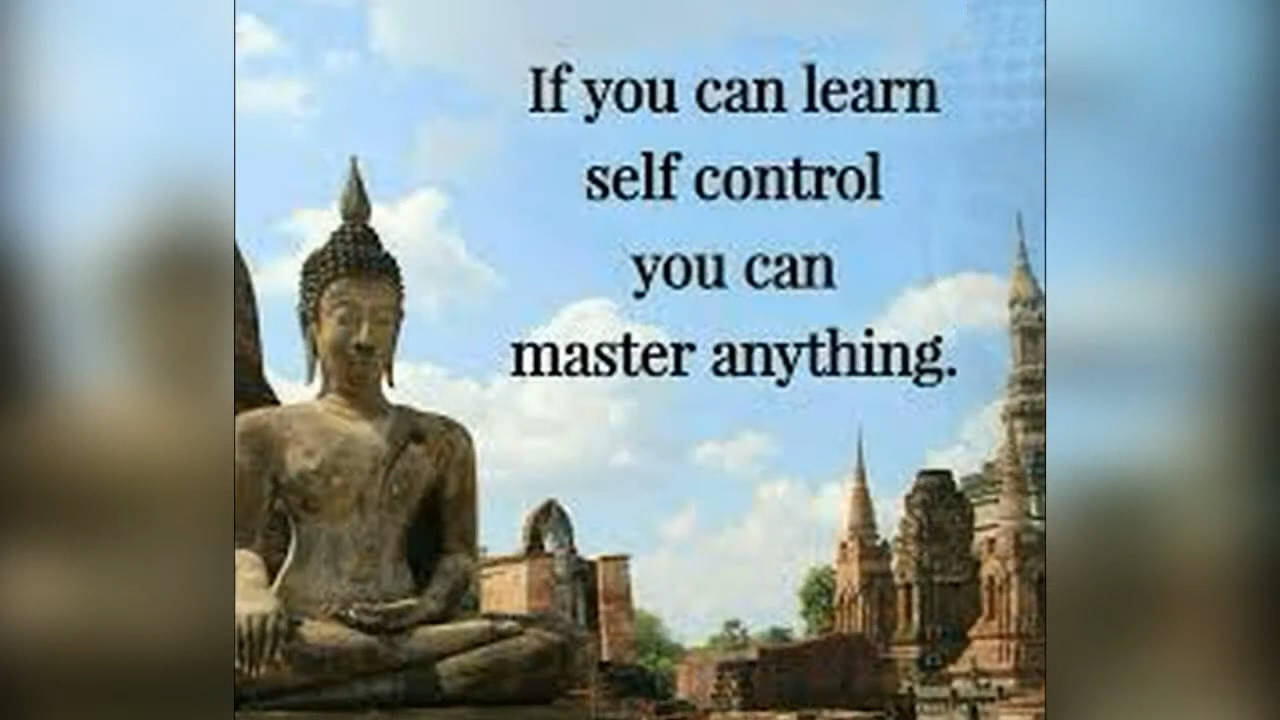 If you can learn
self control
you can
master anything.